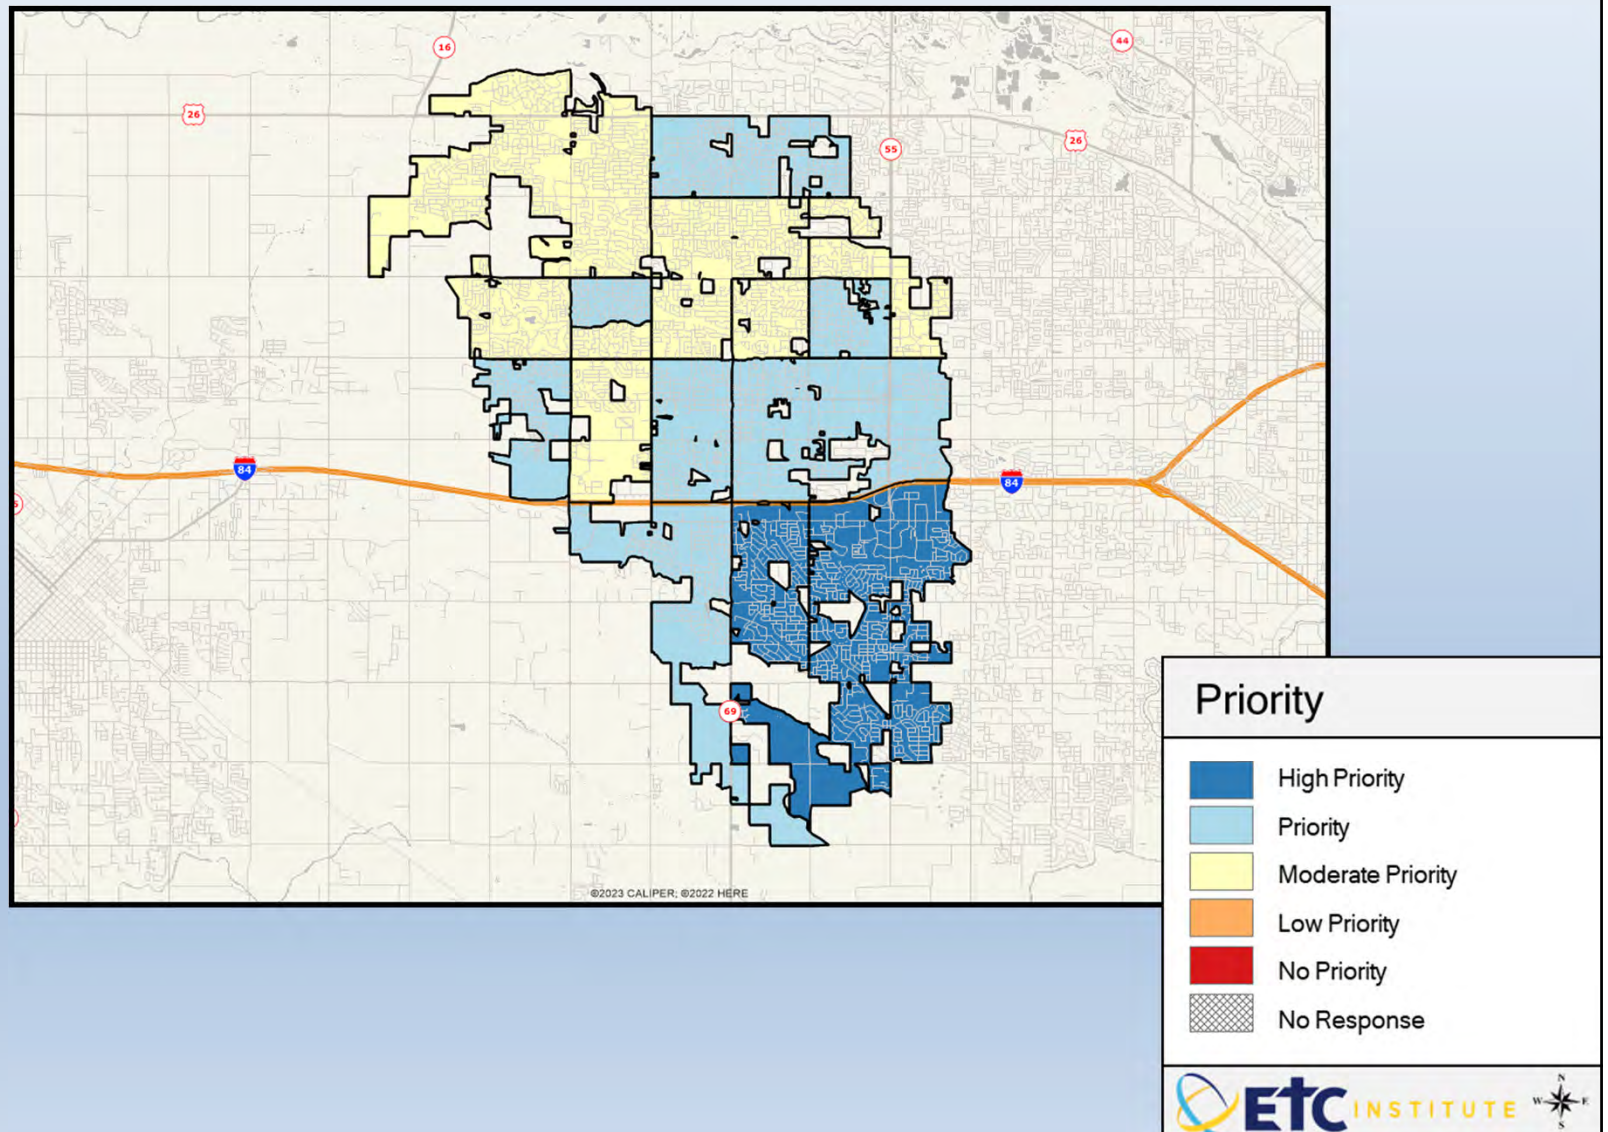 16
44
26
26
55
84
84
69
©2023 CALIPER; ©2022 HERE
Priority
High Priority
Priority
Moderate Priority
Low Priority
No Priority
No Response
ETC INSTITUTE
N
W E
S